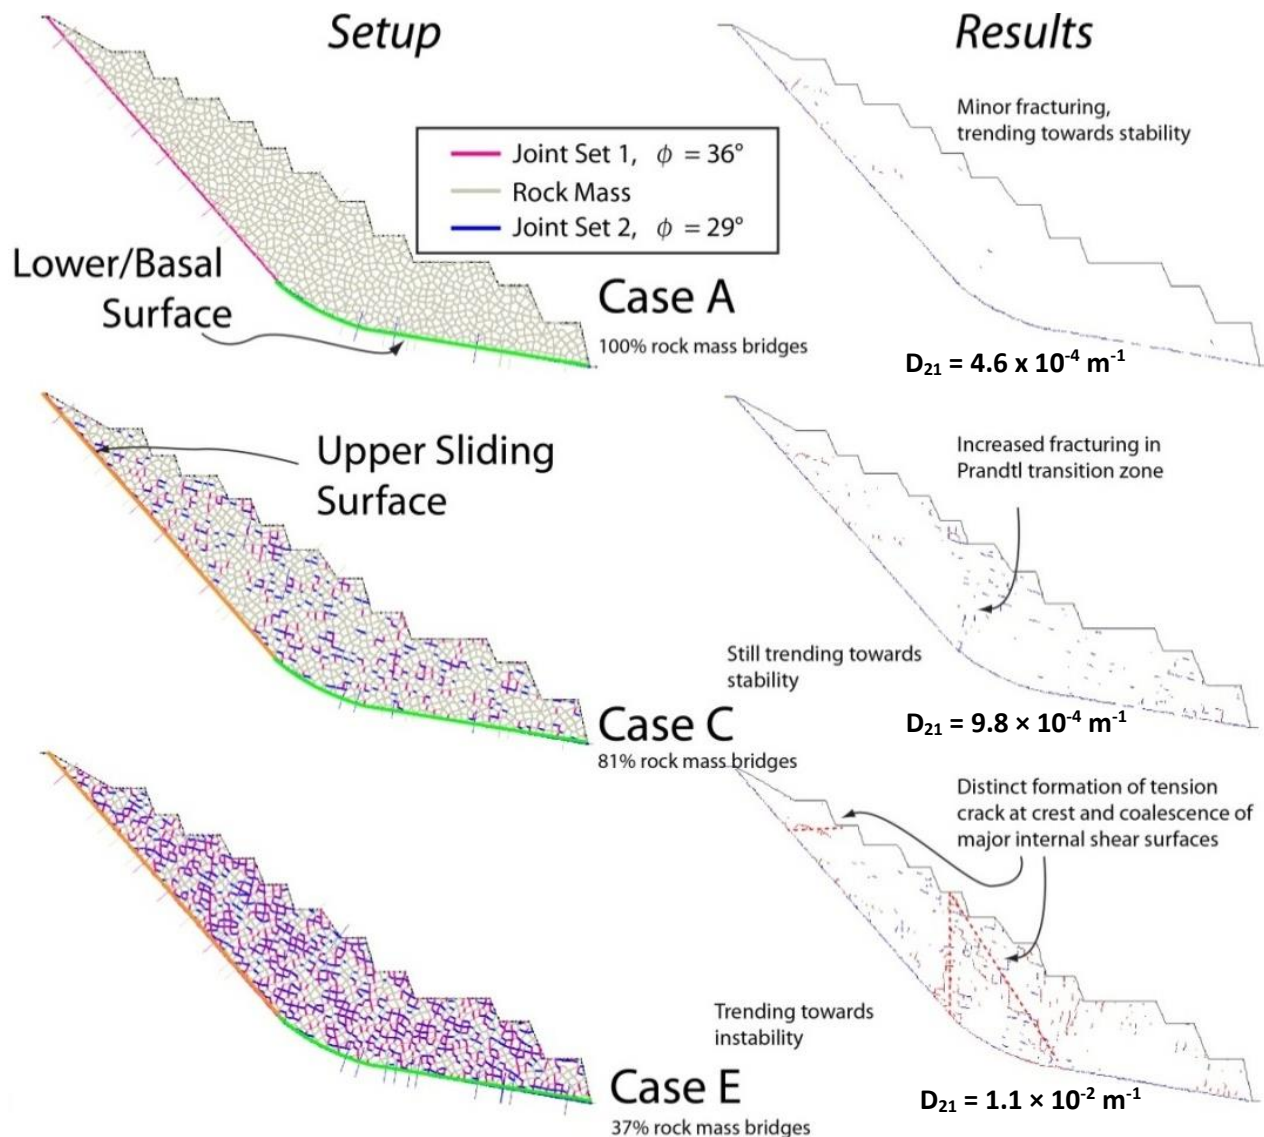 Setup
Results
Minor fracturing,
trending towards stability
Joint Set 1, ϕ = 36°
Rock Mass
Joint Set 2, ϕ = 29°
Lower/Basal
Surface
Case A
100% rock mass bridges
D₂₁ = 4.6 x 10⁻⁴ m⁻¹
Upper Sliding
Surface
Increased fracturing in
Prandtl transition zone
Still trending towards
stability
Case C
81% rock mass bridges
D₂₁ = 9.8 × 10⁻⁴ m⁻¹
Distinct formation of tension
crack at crest and coalescence of
major internal shear surfaces
Trending towards
instability
Case E
37% rock mass bridges
D₂₁ = 1.1 × 10⁻² m⁻¹